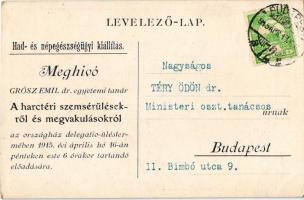 LEVELEZŐ-LAP.
Had- és népegészségügyi kiállítás.
Meghívó
GRÓSZ EMIL dr. egyetemi tanár
A harctéri szemsérülések-
ről és megvakulásokról
az országház delegatio-üléster-
mében 1915. évi április hó 16-án
pénteken este 6 órakor tartandó
előadására.
Nagyságos
TÉRY ÖDÖN dr.
Ministeri oszt.tanácsos
úrnak
Budapest
II. Bimbó utca 9.